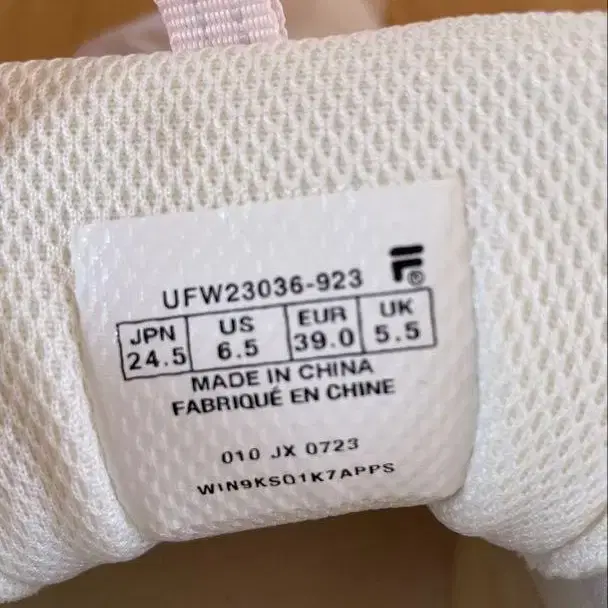 UFW23036-923
F®
JPN US EUR UK
24.5 6.5 39.0 5.5
MADE IN CHINA
FABRIQUÉ EN CHINE
010 JX 0723
WIN9KSQ1K7APPS